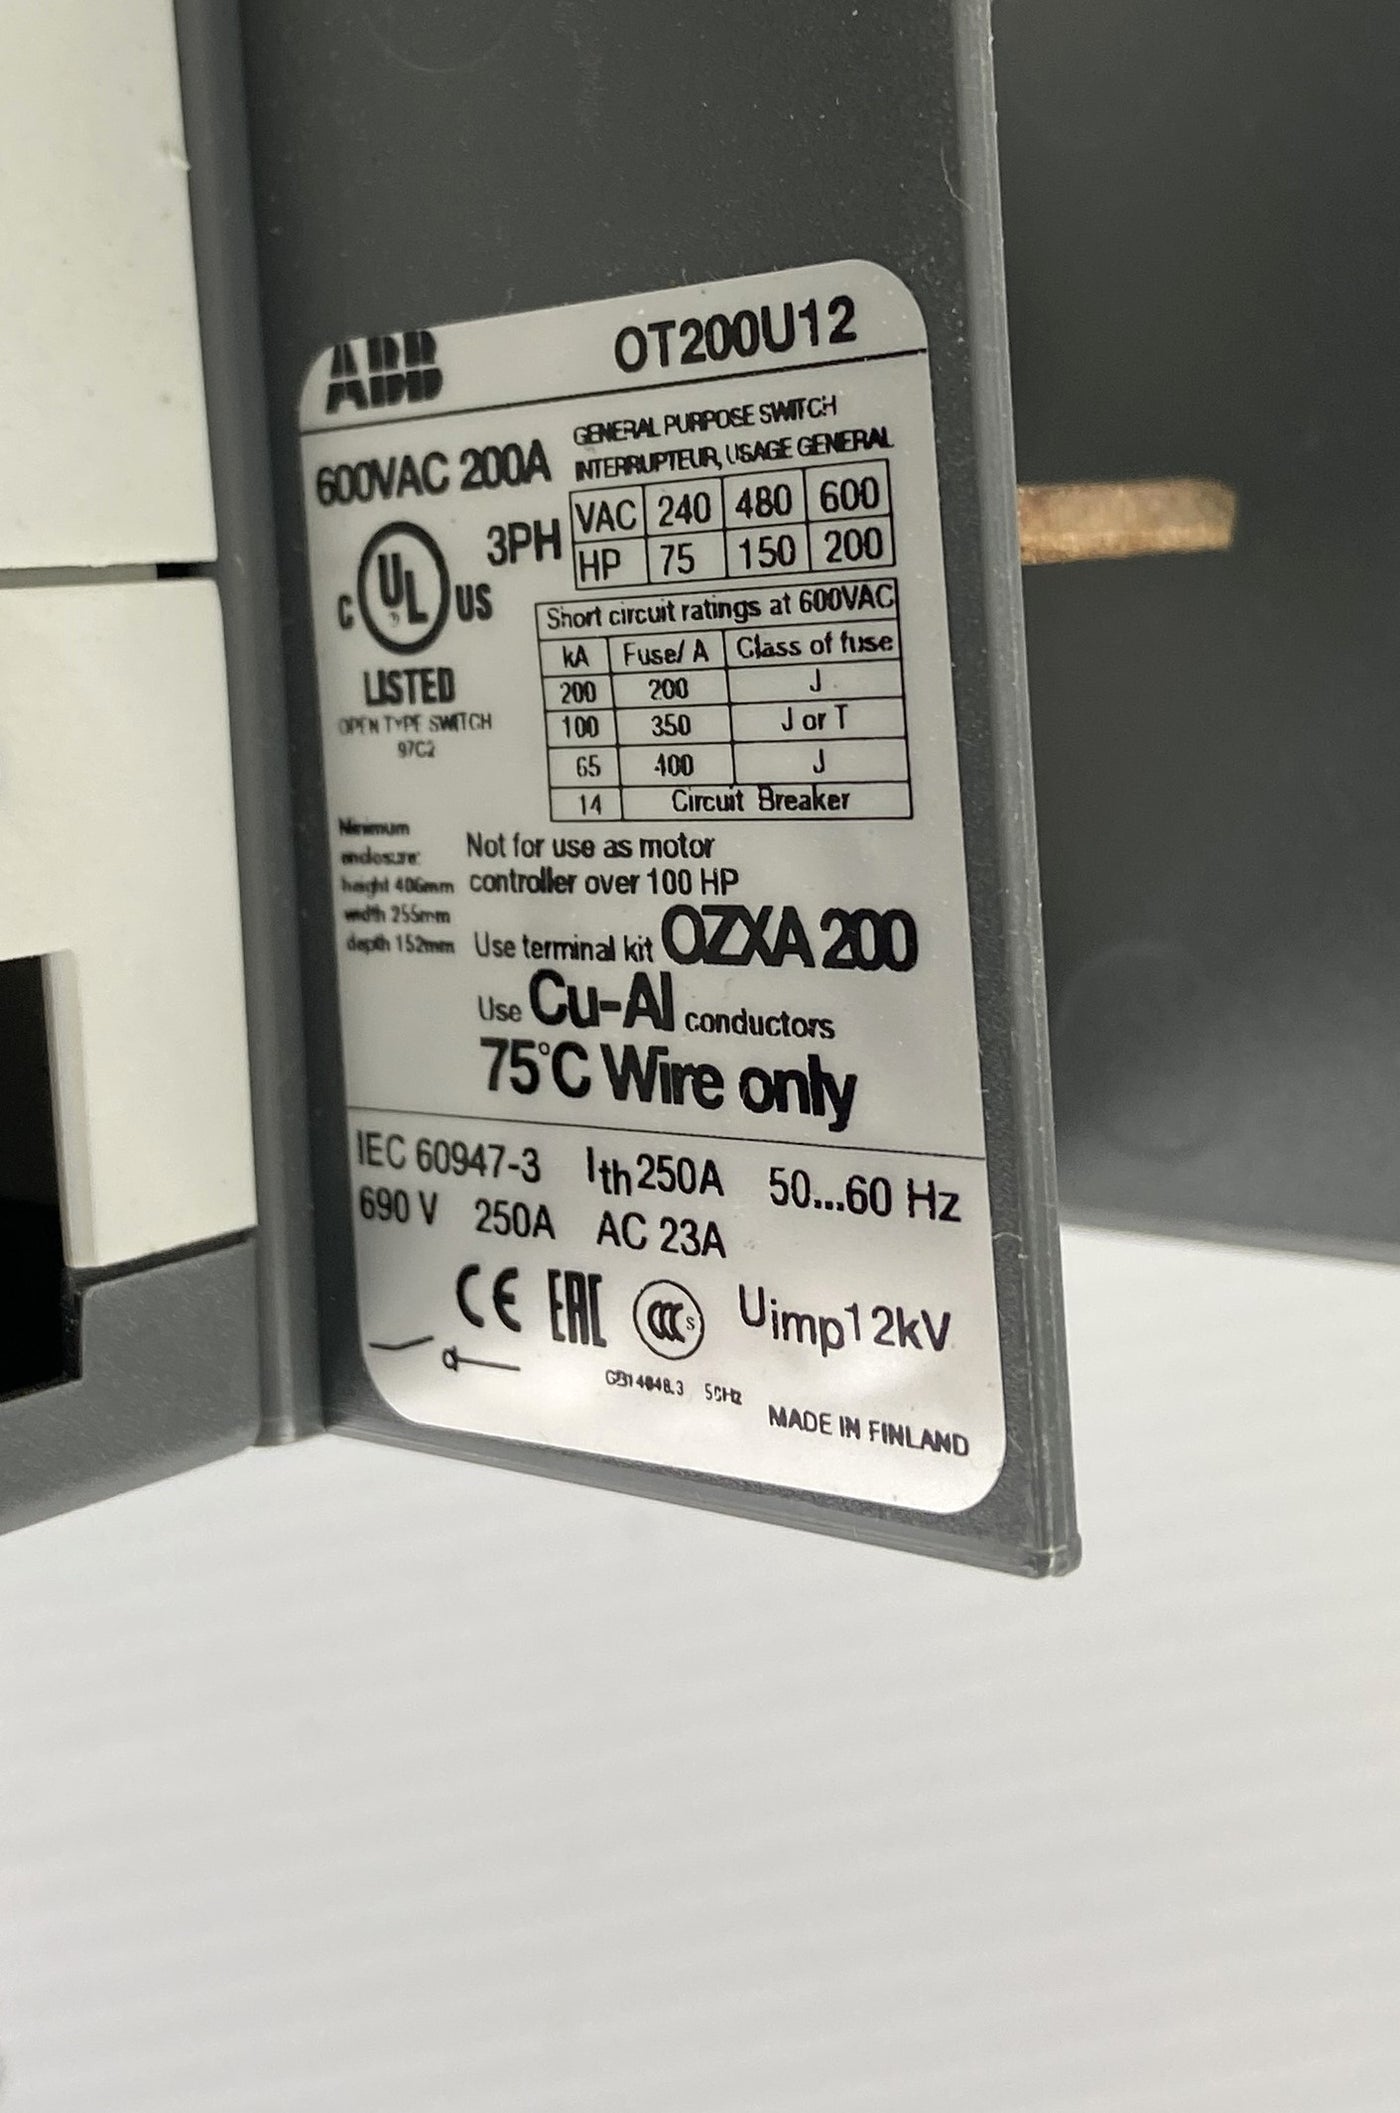 ABB OT200U12
600VAC 200A
GENERAL PURPOSE SWITCH
INTERRUPTEUR, USAGE GENERAL
3PH
VAC 240 480 600
HP 75 150 200
C UL US
LISTED
OPEN TYPE SWITCH
97C2
Short circuit ratings at 600VAC
kA Fuse/ A Class of fuse
200 200 J
100 350 J or T
65 400 J
14 Circuit Breaker
Minimum
enclosure:
height 406mm
width 255mm
depth 152mm
Not for use as motor
controller over 100 HP
Use terminal kit OZXA 200
Use Cu-Al conductors
75°C Wire only
IEC 60947-3 Ith 250A 50...60 Hz
690 V 250A AC 23A
CE EAC CCC S Uimp12kV
GB14048.3 50Hz
MADE IN FINLAND